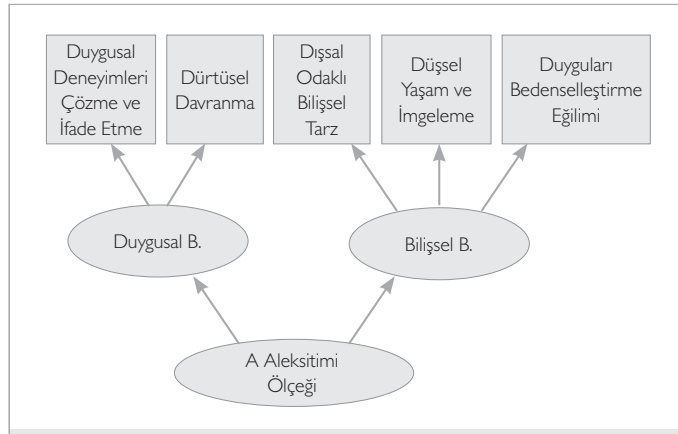 Duygusal
Deneyimleri
Çözme ve
İfade Etme
Dürtüsel
Davranma
Dışsal
Odaklı
Bilişsel
Tarz
Düşsel
Yaşam ve
İmgeleme
Duyguları
Bedenselleştirme
Eğilimi
Duygusal B.
Bilişsel B.
A Aleksitimi
Ölçeği